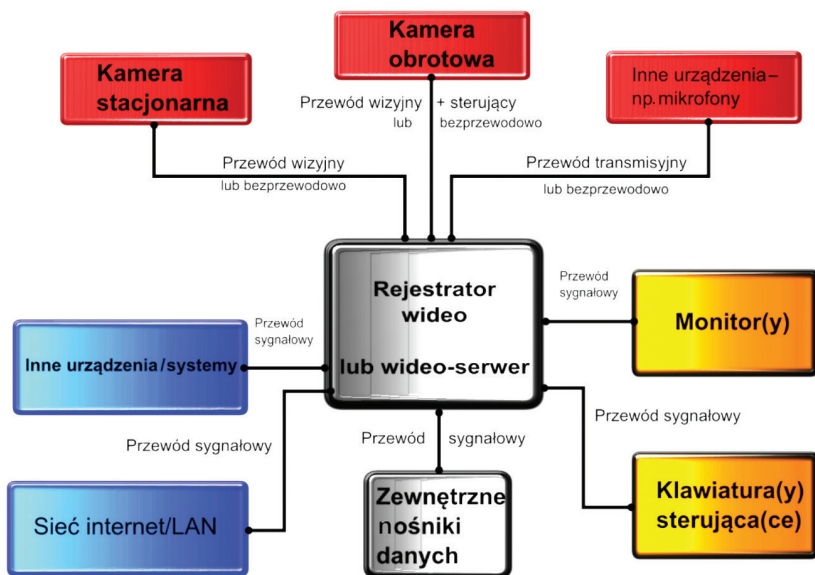 Kamera
stacjonarna
Kamera
obrotowa
Inne urządzenia–
np. mikrofony
Przewód wizyjny + sterujący
lub bezprzewodowo
Przewód wizyjny
lub bezprzewodowo
Przewód transmisyjny
lub bezprzewodowo
Rejestrator
wideo
lub wideo-serwer
Przewód
sygnałowy
Monitor(y)
Przewód
sygnałowy
Inne urządzenia/systemy
Przewód sygnałowy
Sieć internet/LAN
Przewód sygnałowy
Zewnętrzne
nośniki
danych
Przewód sygnałowy
Klawiatura(y)
sterująca(ce)